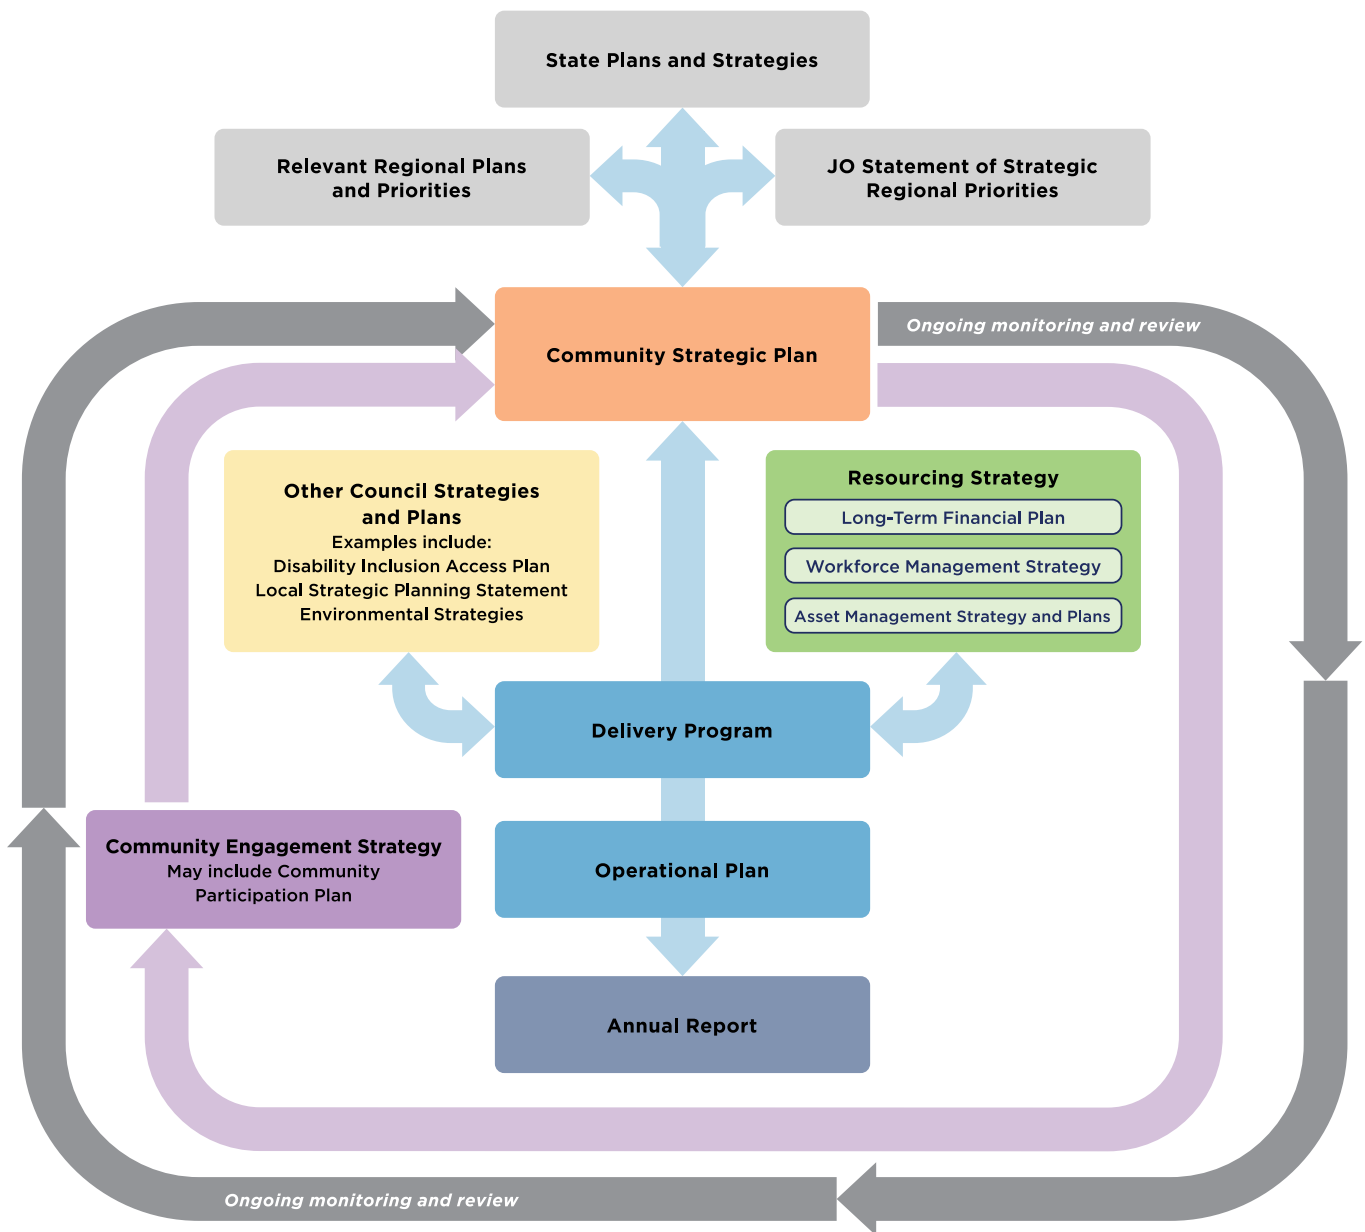 State Plans and Strategies
Relevant Regional Plans
and Priorities
JO Statement of Strategic
Regional Priorities
Community Strategic Plan
Ongoing monitoring and review
Other Council Strategies
and Plans
Examples include:
Disability Inclusion Access Plan
Local Strategic Planning Statement
Environmental Strategies
Resourcing Strategy
Long-Term Financial Plan
Workforce Management Strategy
Asset Management Strategy and Plans
Delivery Program
Community Engagement Strategy
May include Community
Participation Plan
Operational Plan
Annual Report
Ongoing monitoring and review